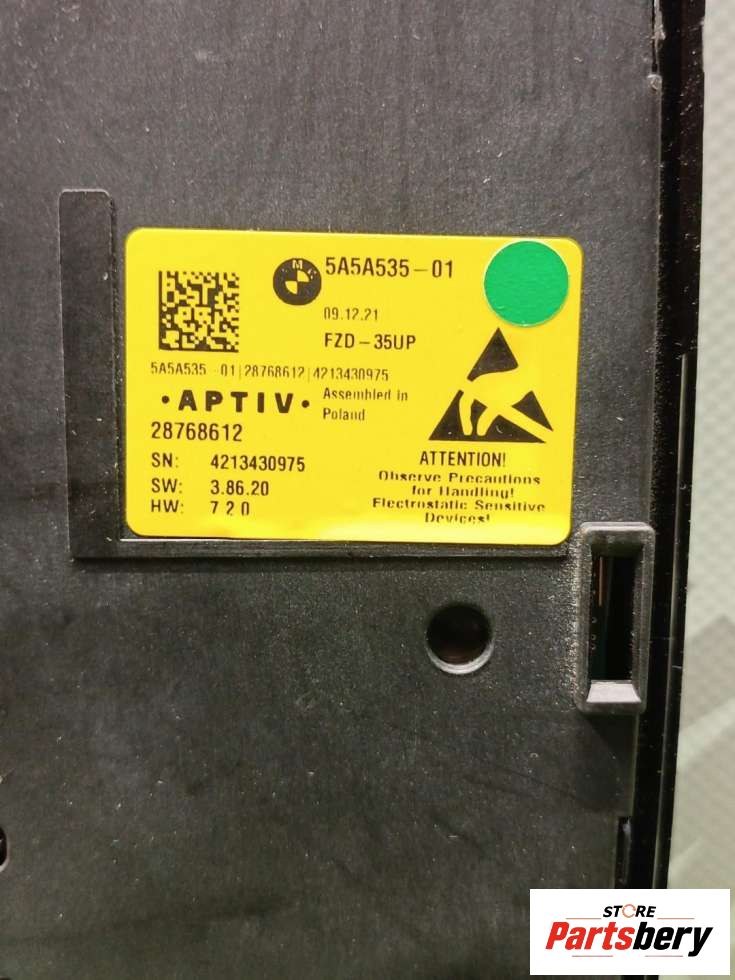 BMW
5A5A535-01
09.12.21
FZD-35UP
5A5A535-01|28768612|4213430975
•APTIV•
Assembled in
Poland
28768612
SN: 4213430975
SW: 3.86.20
HW: 7 2 0
ATTENTION!
Observe Precautions
for Handling!
Electrostatic Sensitive
Devices!
STORE
Partsbery